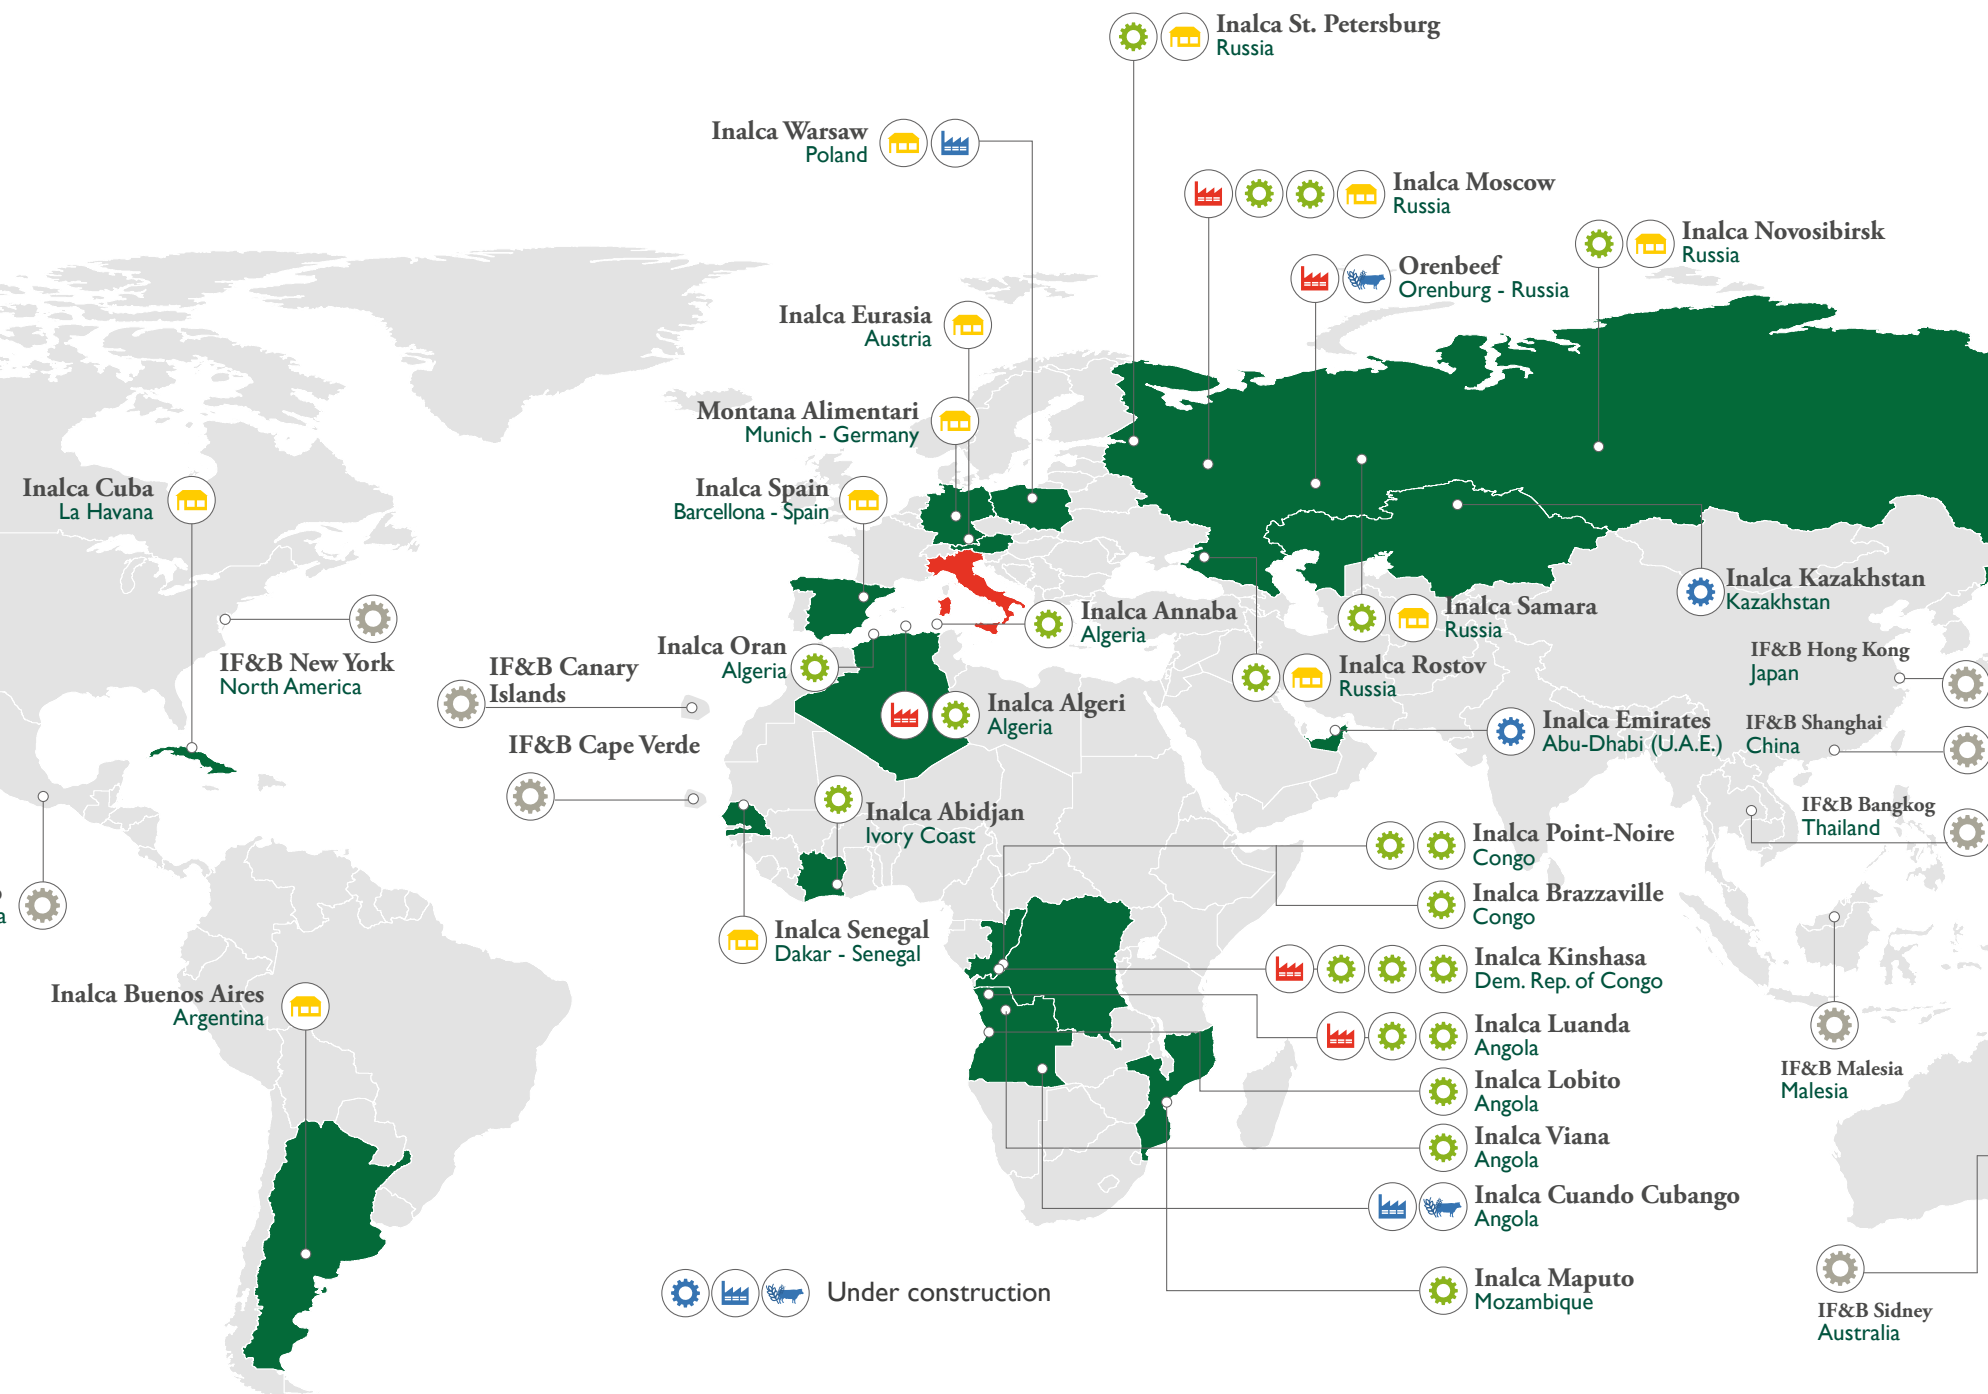 Inalca St. Petersburg
Russia
Inalca Warsaw
Poland
Inalca Moscow
Russia
Inalca Novosibirsk
Russia
Orenbeef
Orenburg - Russia
Inalca Eurasia
Austria
Montana Alimentari
Munich - Germany
Inalca Cuba
La Havana
Inalca Spain
Barcellona - Spain
Inalca Kazakhstan
Kazakhstan
Inalca Annaba
Algeria
Inalca Samara
Russia
Inalca Oran
Algeria
IF&B New York
North America
IF&B Canary
Islands
Inalca Rostov
Russia
IF&B Hong Kong
Japan
Inalca Algeri
Algeria
Inalca Emirates
Abu-Dhabi (U.A.E.)
IF&B Shanghai
China
IF&B Cape Verde
Inalca Abidjan
Ivory Coast
IF&B Bangkog
Thailand
Inalca Point-Noire
Congo
Inalca Brazzaville
Congo
Inalca Senegal
Dakar - Senegal
Inalca Kinshasa
Dem. Rep. of Congo
Inalca Buenos Aires
Argentina
Inalca Luanda
Angola
IF&B Malesia
Malesia
Inalca Lobito
Angola
Inalca Viana
Angola
Inalca Cuando Cubango
Angola
Inalca Maputo
Mozambique
Under construction
IF&B Sidney
Australia